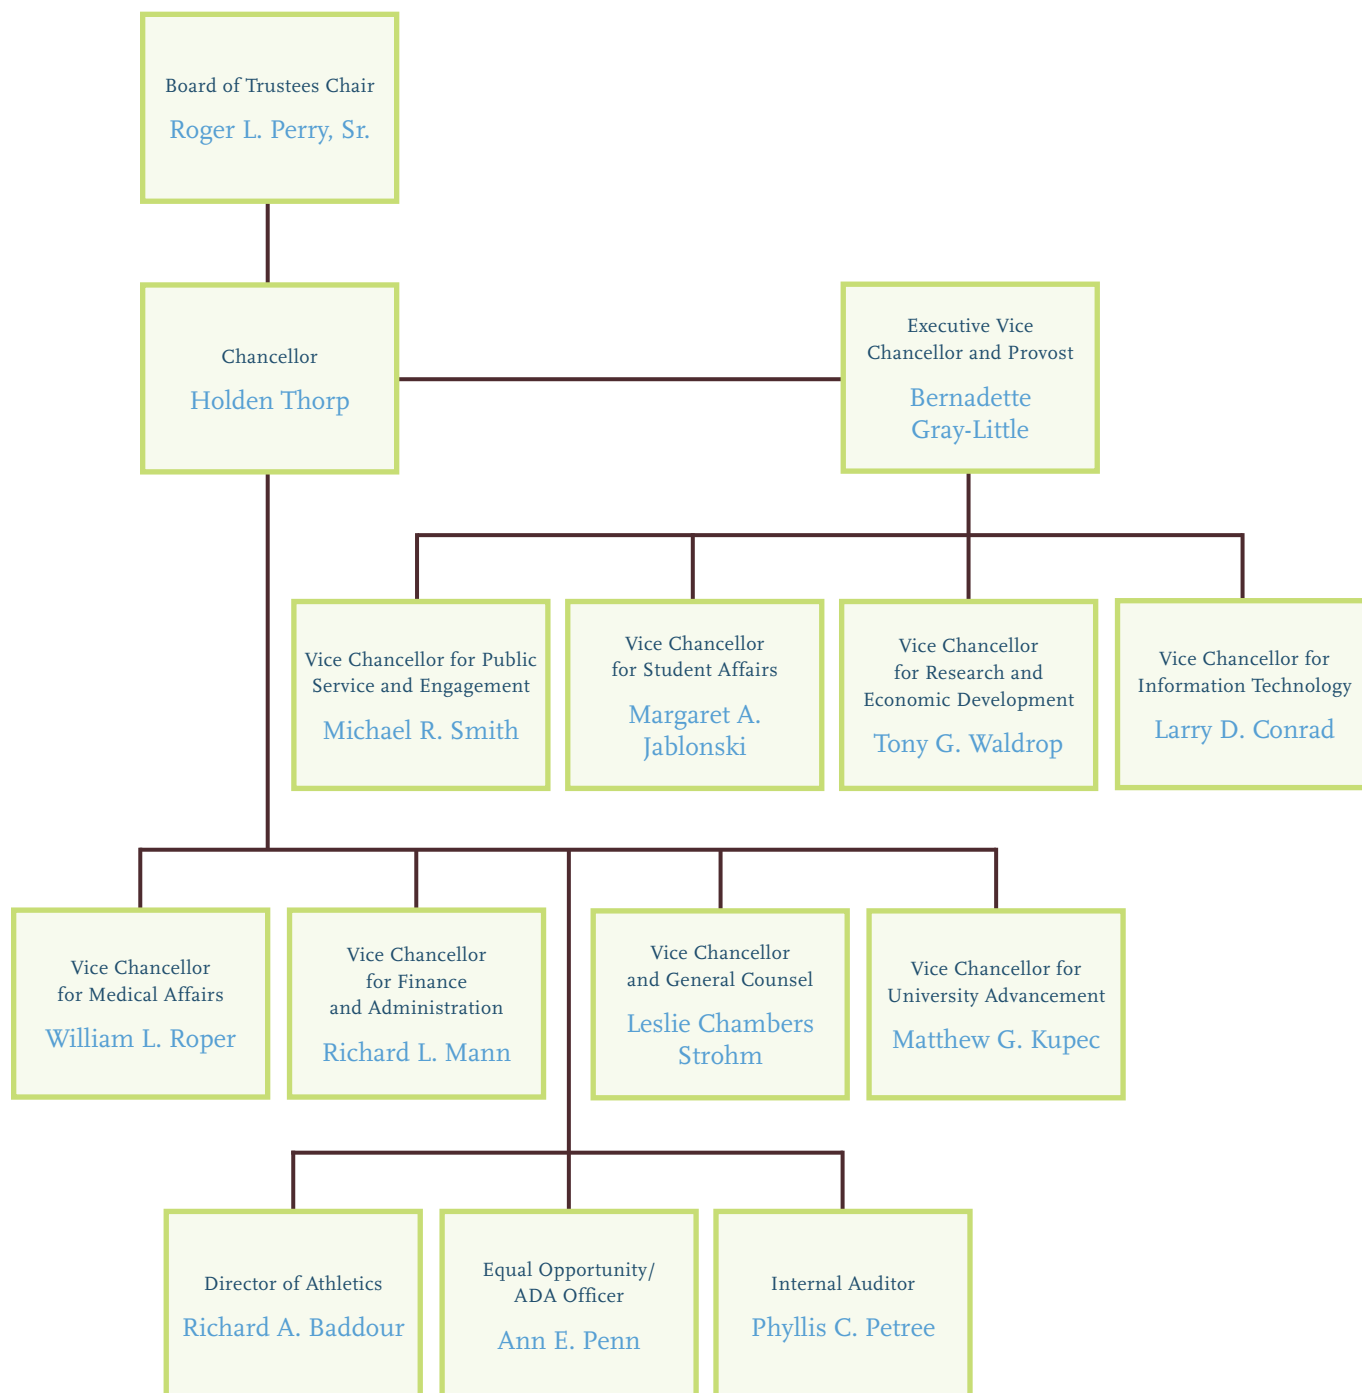 Board of Trustees Chair
Roger L. Perry, Sr.
Chancellor
Holden Thorp
Executive Vice
Chancellor and Provost
Bernadette
Gray-Little
Vice Chancellor for Public
Service and Engagement
Michael R. Smith
Vice Chancellor
for Student Affairs
Margaret A.
Jablonski
Vice Chancellor
for Research and
Economic Development
Tony G. Waldrop
Vice Chancellor for
Information Technology
Larry D. Conrad
Vice Chancellor
for Medical Affairs
William L. Roper
Vice Chancellor
for Finance
and Administration
Richard L. Mann
Vice Chancellor
and General Counsel
Leslie Chambers
Strohm
Vice Chancellor for
University Advancement
Matthew G. Kupec
Director of Athletics
Richard A. Baddour
Equal Opportunity/
ADA Officer
Ann E. Penn
Internal Auditor
Phyllis C. Petree